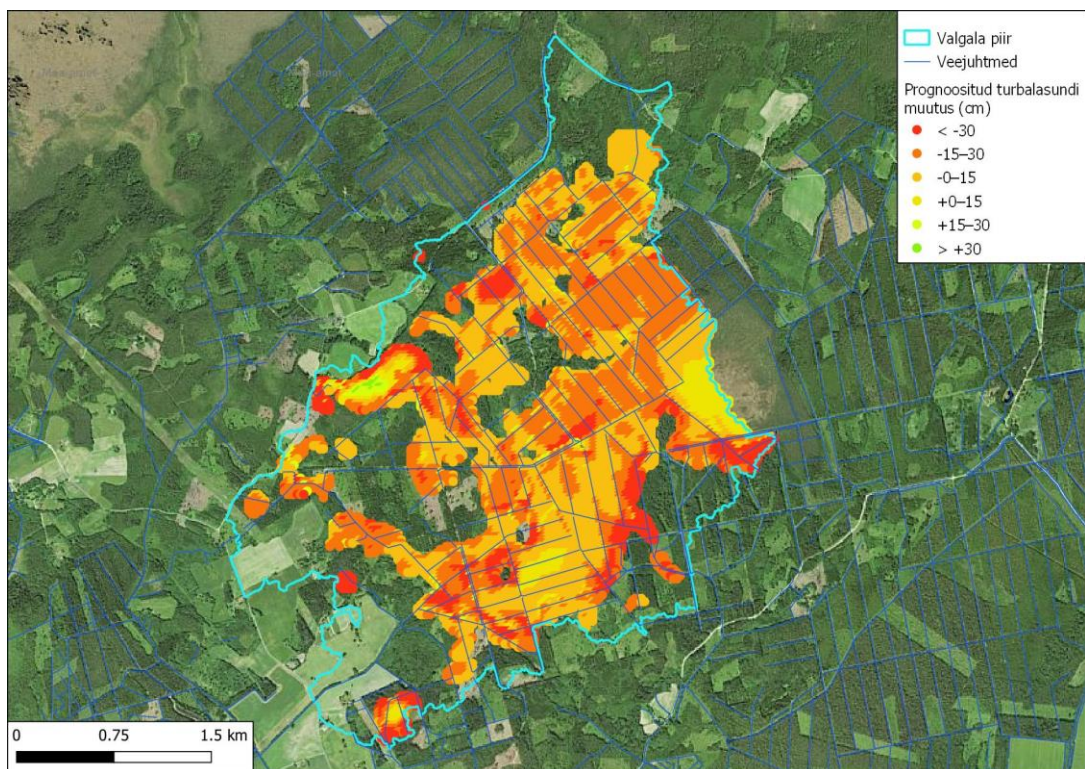 Valgala piir
Veejuhtmed
Prognoositud turbalasundi
muutus (cm)
< -30
-15–30
-0–15
+0–15
+15–30
> +30
0 0.75 1.5 km